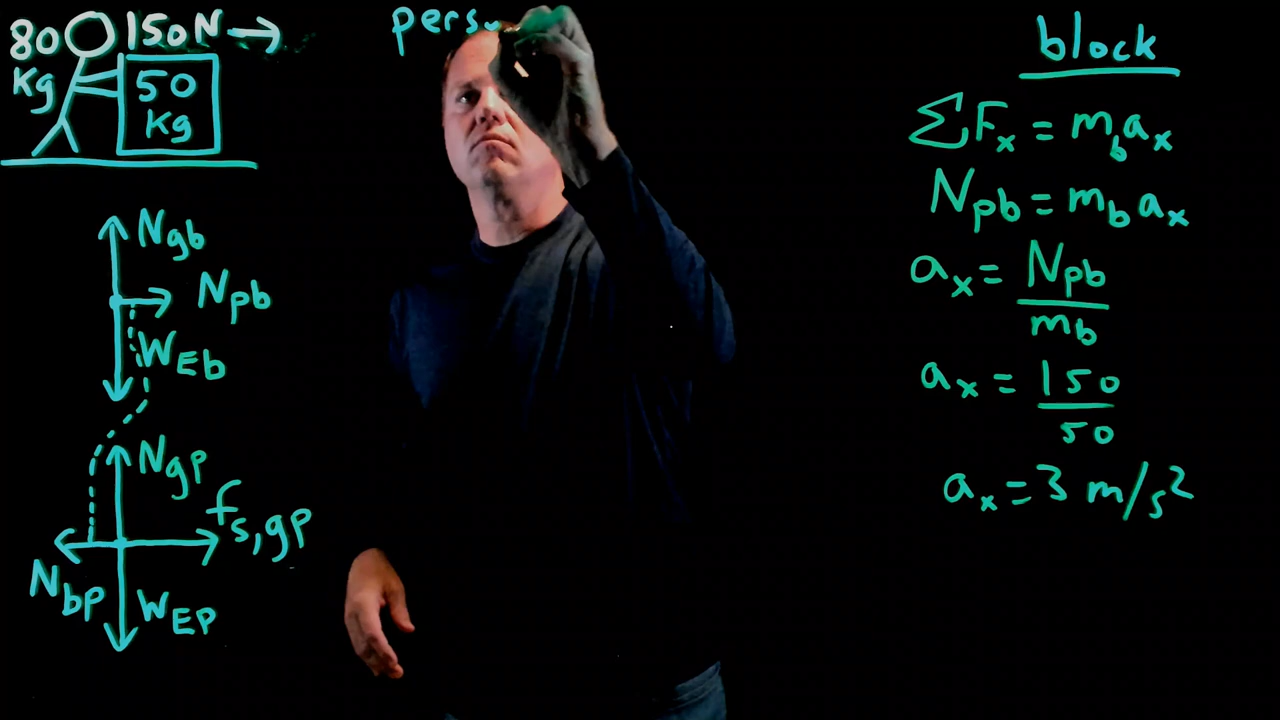 80 150N →
Kg 50
Kg
N_gb
N_pb
W_Eb
N_gp
f_s,gp
N_bp
W_Ep
block
ΣF_x = m_b a_x
N_pb = m_b a_x
a_x = N_pb / m_b
a_x = 150 / 50
a_x = 3 m/s²